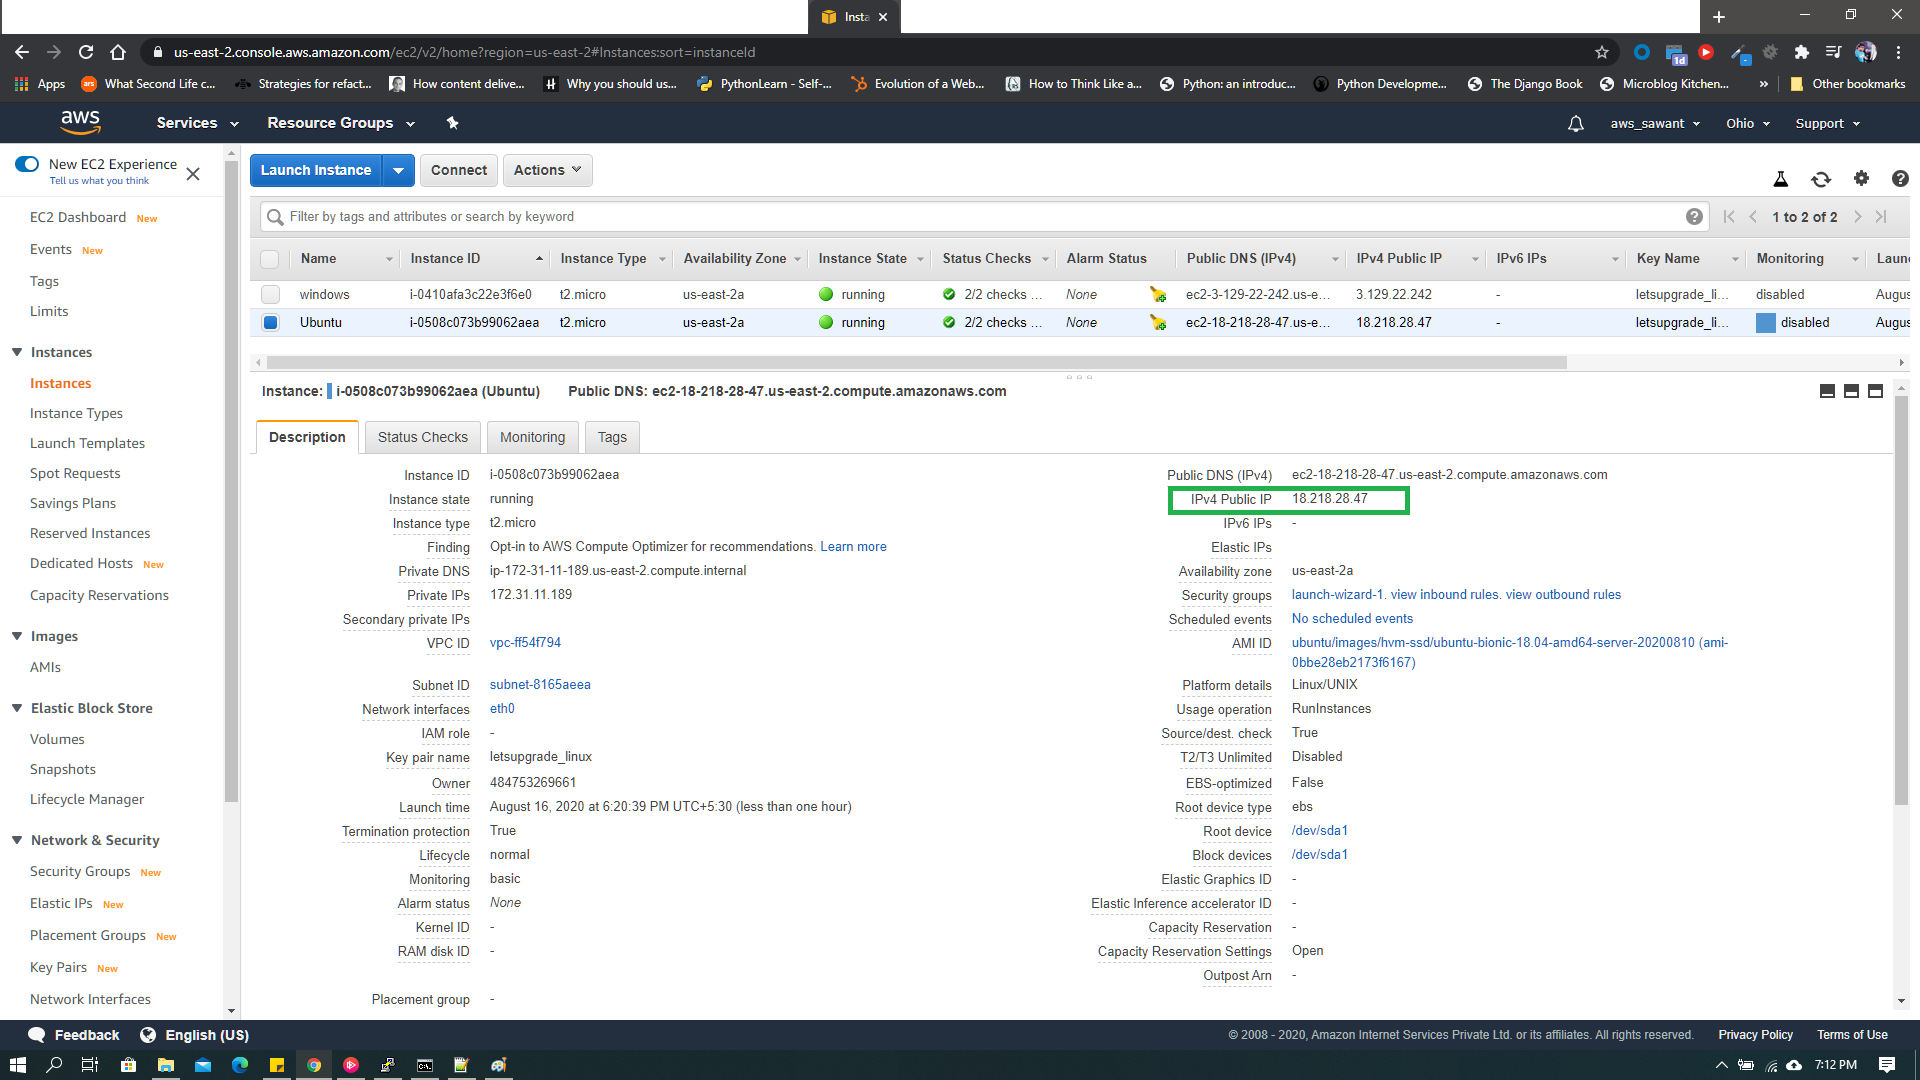 Insta
us-east-2.console.aws.amazon.com/ec2/v2/home?region=us-east-2#Instances:sort=instanceId
1d
Apps What Second Life c... Strategies for refact... How content delive... Why you should us... PythonLearn - Self-... Evolution of a Web... How to Think Like a... Python: an introduc... Python Developme... The Django Book Microblog Kitchen... » Other bookmarks
aws Services Resource Groups aws_sawant Ohio Support
New EC2 Experience
Tell us what you think
EC2 Dashboard New
Events New
Tags
Limits
Instances
Instances
Instance Types
Launch Templates
Spot Requests
Savings Plans
Reserved Instances
Dedicated Hosts New
Capacity Reservations
Images
AMIs
Elastic Block Store
Volumes
Snapshots
Lifecycle Manager
Network & Security
Security Groups New
Elastic IPs New
Placement Groups New
Key Pairs New
Network Interfaces
Launch Instance Connect Actions
Filter by tags and attributes or search by keyword 1 to 2 of 2
Name Instance ID Instance Type Availability Zone Instance State Status Checks Alarm Status Public DNS (IPv4) IPv4 Public IP IPv6 IPs Key Name Monitoring Laun
windows i-0410afa3c22e3f6e0 t2.micro us-east-2a running 2/2 checks ... None ec2-3-129-22-242.us-e... 3.129.22.242 - letsupgrade_li... disabled Augus
Ubuntu i-0508c073b99062aea t2.micro us-east-2a running 2/2 checks ... None ec2-18-218-28-47.us-e... 18.218.28.47 - letsupgrade_li... disabled Augus
Instance: i-0508c073b99062aea (Ubuntu) Public DNS: ec2-18-218-28-47.us-east-2.compute.amazonaws.com
Description Status Checks Monitoring Tags
Instance ID i-0508c073b99062aea
Instance state running
Instance type t2.micro
Finding Opt-in to AWS Compute Optimizer for recommendations. Learn more
Private DNS ip-172-31-11-189.us-east-2.compute.internal
Private IPs 172.31.11.189
Secondary private IPs
VPC ID vpc-ff54f794
Subnet ID subnet-8165aeea
Network interfaces eth0
IAM role -
Key pair name letsupgrade_linux
Owner 484753269661
Launch time August 16, 2020 at 6:20:39 PM UTC+5:30 (less than one hour)
Termination protection True
Lifecycle normal
Monitoring basic
Alarm status None
Kernel ID -
RAM disk ID -
Placement group -
Public DNS (IPv4) ec2-18-218-28-47.us-east-2.compute.amazonaws.com
IPv4 Public IP 18.218.28.47
IPv6 IPs -
Elastic IPs
Availability zone us-east-2a
Security groups launch-wizard-1. view inbound rules. view outbound rules
Scheduled events No scheduled events
AMI ID ubuntu/images/hvm-ssd/ubuntu-bionic-18.04-amd64-server-20200810 (ami-
0bbe28eb2173f6167)
Platform details Linux/UNIX
Usage operation RunInstances
Source/dest. check True
T2/T3 Unlimited Disabled
EBS-optimized False
Root device type ebs
Root device /dev/sda1
Block devices /dev/sda1
Elastic Graphics ID -
Elastic Inference accelerator ID -
Capacity Reservation -
Capacity Reservation Settings Open
Outpost Arn -
Feedback English (US) © 2008 - 2020, Amazon Internet Services Private Ltd. or its affiliates. All rights reserved. Privacy Policy Terms of Use
7:12 PM